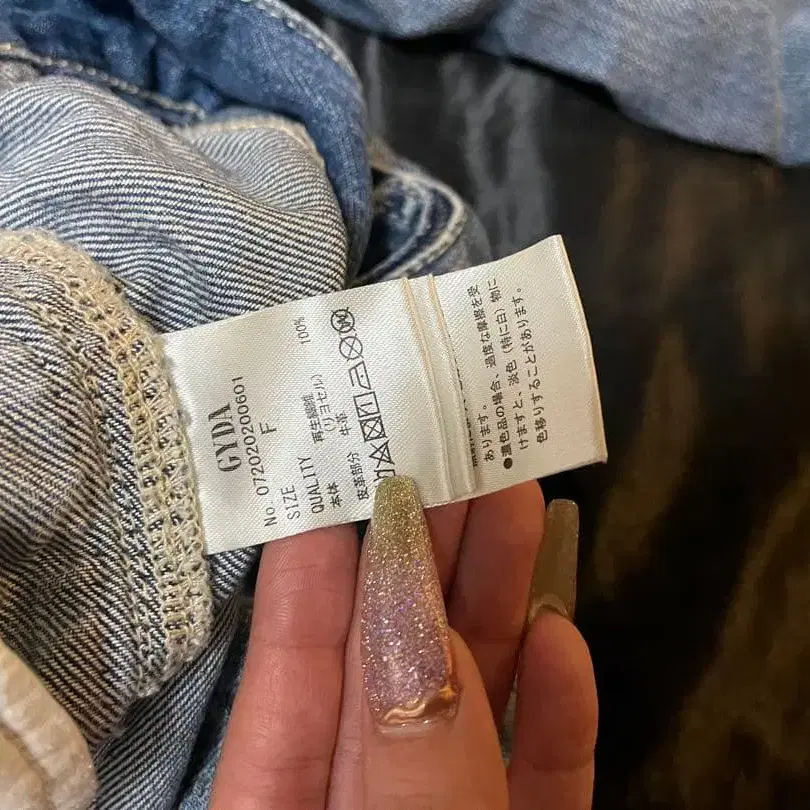 GYDA
No. 072020200601
SIZE F
QUALITY
本体 再生繊維 100%
(リヨセル)
皮革部分 牛革
あります。
●濃色品の場合、過度な摩擦を受
けますと、淡色（特に白）物に
色移りすることがあります。